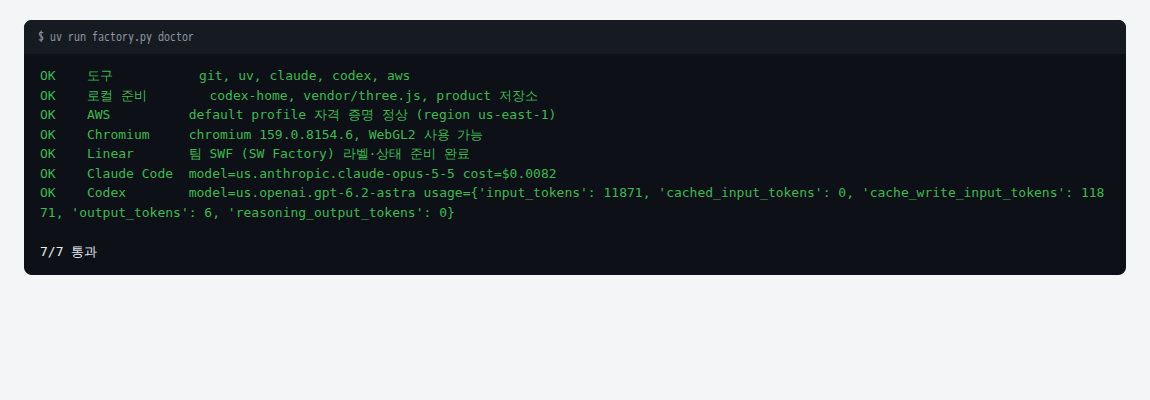 $ uv run factory.py doctor
OK    도구           git, uv, claude, codex, aws
OK    로컬 준비        codex-home, vendor/three.js, product 저장소
OK    AWS          default profile 자격 증명 정상 (region us-east-1)
OK    Chromium     chromium 159.0.8154.6, WebGL2 사용 가능
OK    Linear       팀 SWF (SW Factory) 라벨·상태 준비 완료
OK    Claude Code  model=us.anthropic.claude-opus-5-5 cost=$0.0082
OK    Codex        model=us.openai.gpt-6.2-astra usage={'input_tokens': 11871, 'cached_input_tokens': 0, 'cache_write_input_tokens': 118
71, 'output_tokens': 6, 'reasoning_output_tokens': 0}
7/7 통과